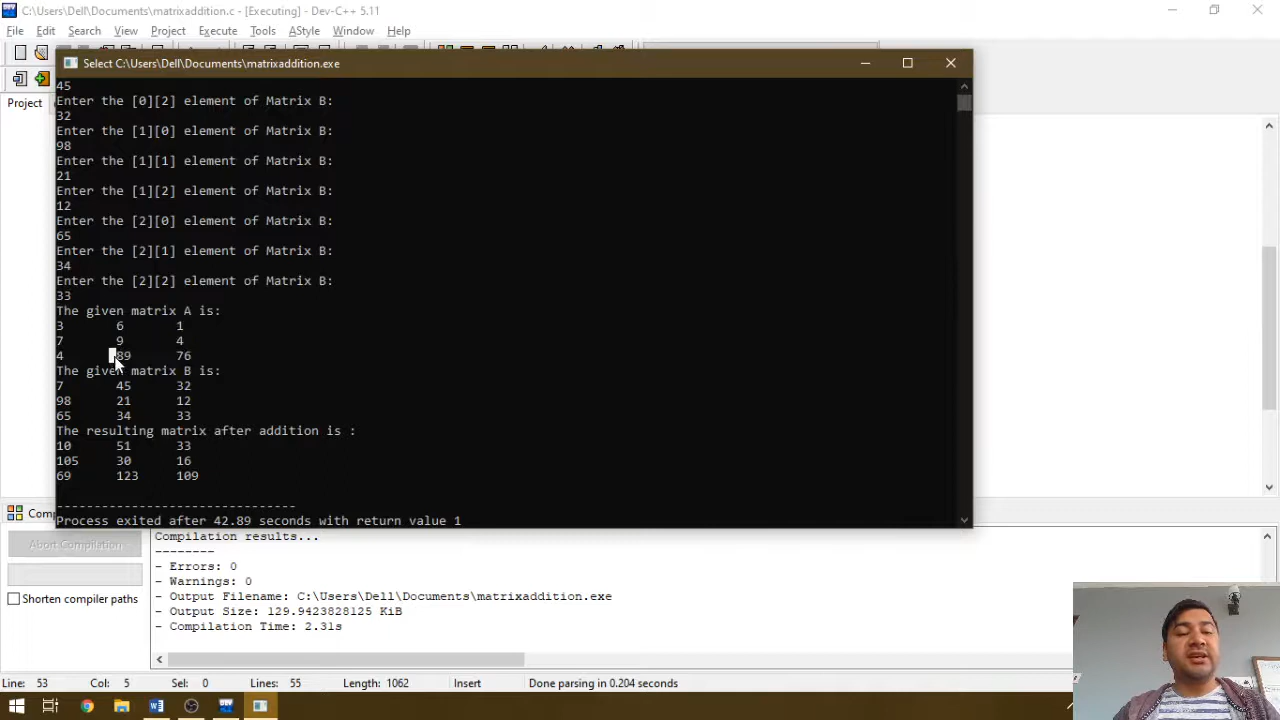 C:\Users\Dell\Documents\matrixaddition.c - [Executing] - Dev-C++ 5.11
File Edit Search View Project Execute Tools AStyle Window Help
Select C:\Users\Dell\Documents\matrixaddition.exe
Project
45
Enter the [0][2] element of Matrix B:
32
Enter the [1][0] element of Matrix B:
98
Enter the [1][1] element of Matrix B:
21
Enter the [1][2] element of Matrix B:
12
Enter the [2][0] element of Matrix B:
65
Enter the [2][1] element of Matrix B:
34
Enter the [2][2] element of Matrix B:
33
The given matrix A is:
3 6 1
7 9 4
4 89 76
The given matrix B is:
7 45 32
98 21 12
65 34 33
The resulting matrix after addition is :
10 51 33
105 30 16
69 123 109
--------------------------------
Process exited after 42.89 seconds with return value 1
Comp
Abort Compilation
Shorten compiler paths
Compilation results...
--------
- Errors: 0
- Warnings: 0
- Output Filename: C:\Users\Dell\Documents\matrixaddition.exe
- Output Size: 129.9423828125 KiB
- Compilation Time: 2.31s
Line: 53 Col: 5 Sel: 0 Lines: 55 Length: 1062 Insert Done parsing in 0.204 seconds